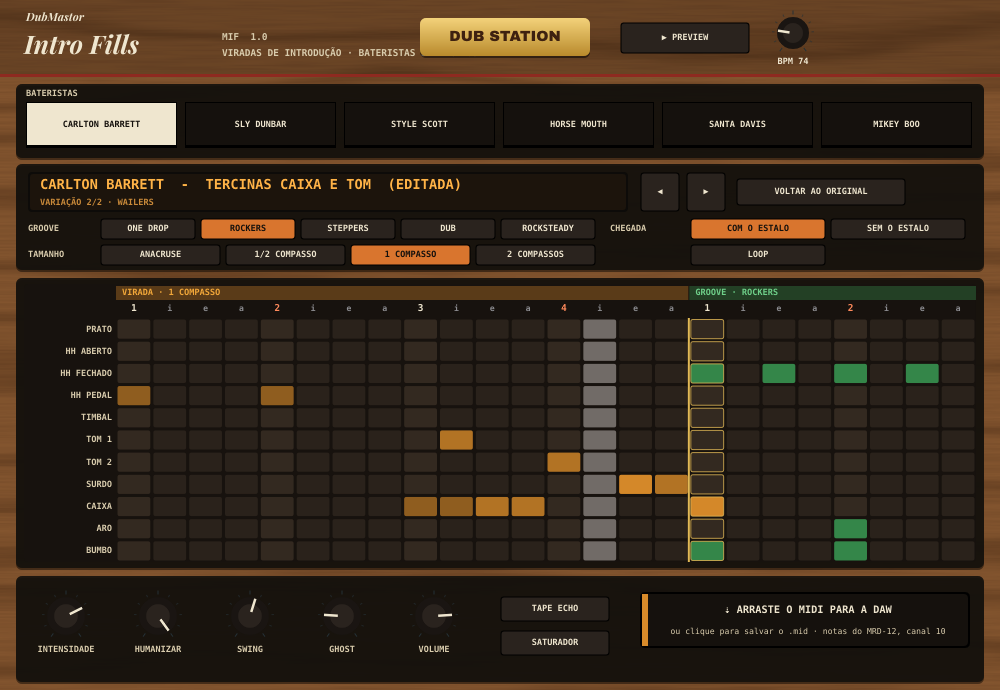 DubMastor
Intro Fills
MIF 1.0
VIRADAS DE INTRODUÇÃO · BATERISTAS
DUB STATION
▶ PREVIEW
BPM 74
BATERISTAS
CARLTON BARRETT
SLY DUNBAR
STYLE SCOTT
HORSE MOUTH
SANTA DAVIS
MIKEY BOO
CARLTON BARRETT - TERCINAS CAIXA E TOM (EDITADA)
VARIAÇÃO 2/2 · WAILERS
◀
▶
VOLTAR AO ORIGINAL
GROOVE
ONE DROP
ROCKERS
STEPPERS
DUB
ROCKSTEADY
CHEGADA
COM O ESTALO
SEM O ESTALO
TAMANHO
ANACRUSE
1/2 COMPASSO
1 COMPASSO
2 COMPASSOS
LOOP
VIRADA · 1 COMPASSO
GROOVE · ROCKERS
1 i e a 2 i e a 3 i e a 4 i e a 1 i e a 2 i e a
PRATO
HH ABERTO
HH FECHADO
HH PEDAL
TIMBAL
TOM 1
TOM 2
SURDO
CAIXA
ARO
BUMBO
INTENSIDADE
HUMANIZAR
SWING
GHOST
VOLUME
TAPE ECHO
SATURADOR
⇣ ARRASTE O MIDI PARA A DAW
ou clique para salvar o .mid · notas do MRD-12, canal 10